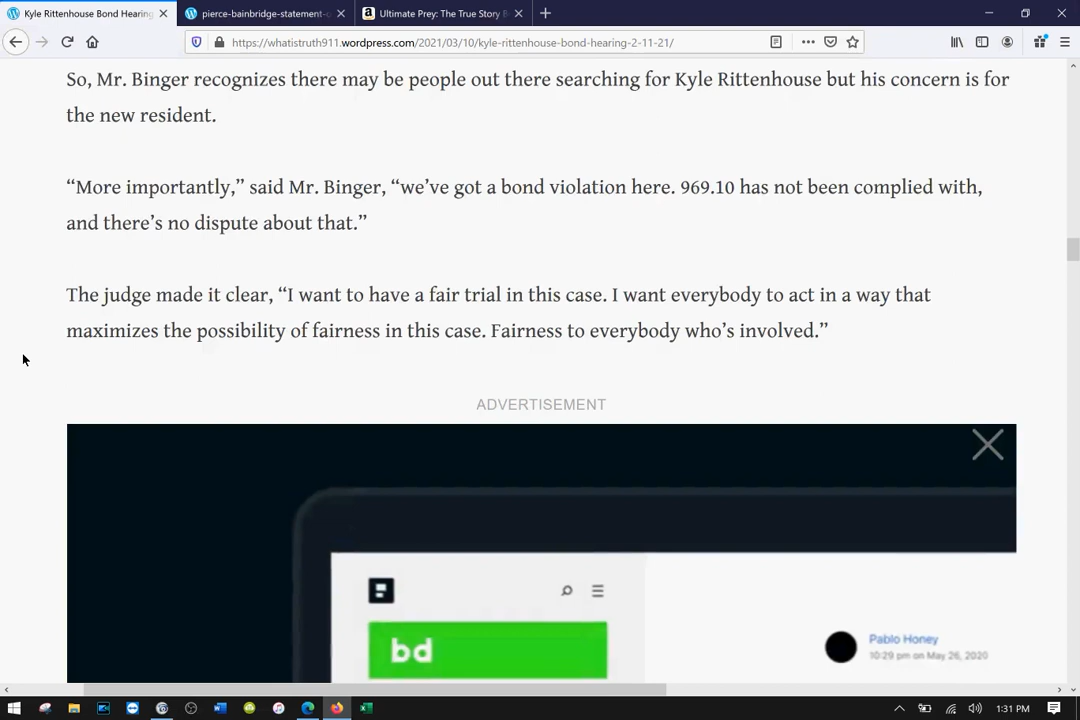 Kyle Rittenhouse Bond Hearing
pierce-bainbridge-statement-o
Ultimate Prey: The True Story B
https://whatistruth911.wordpress.com/2021/03/10/kyle-rittenhouse-bond-hearing-2-11-21/
So, Mr. Binger recognizes there may be people out there searching for Kyle Rittenhouse but his concern is for
the new resident.
“More importantly,” said Mr. Binger, “we’ve got a bond violation here. 969.10 has not been complied with,
and there’s no dispute about that.”
The judge made it clear, “I want to have a fair trial in this case. I want everybody to act in a way that
maximizes the possibility of fairness in this case. Fairness to everybody who’s involved.”
ADVERTISEMENT
bd
Pablo Honey
10:29 pm on May 26, 2020
1:31 PM